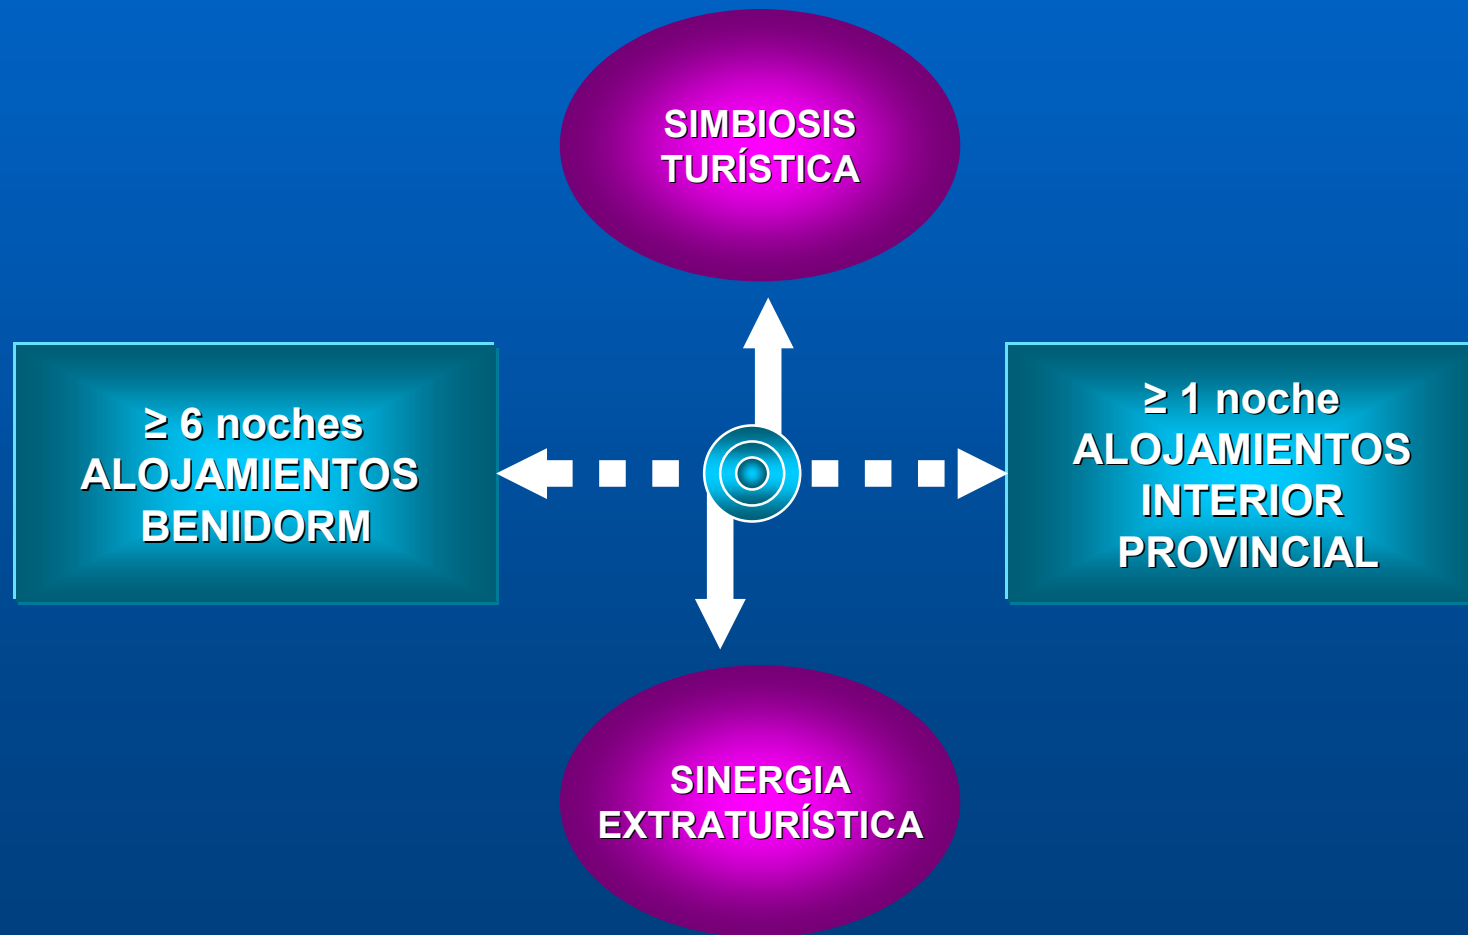 SIMBIOSIS
TURÍSTICA
≥ 6 noches
ALOJAMIENTOS
BENIDORM
≥ 1 noche
ALOJAMIENTOS
INTERIOR
PROVINCIAL
SINERGIA
EXTRATURÍSTICA